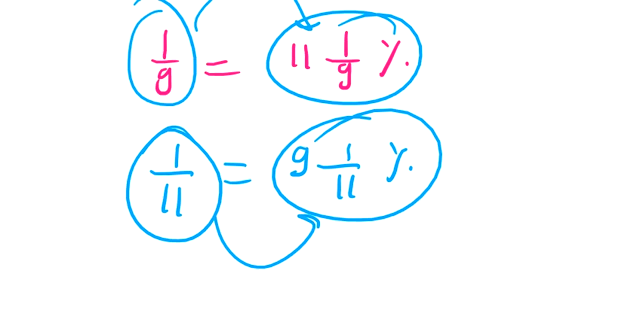 1/9 = 11 1/9 %
1/11 = 9 1/11 %